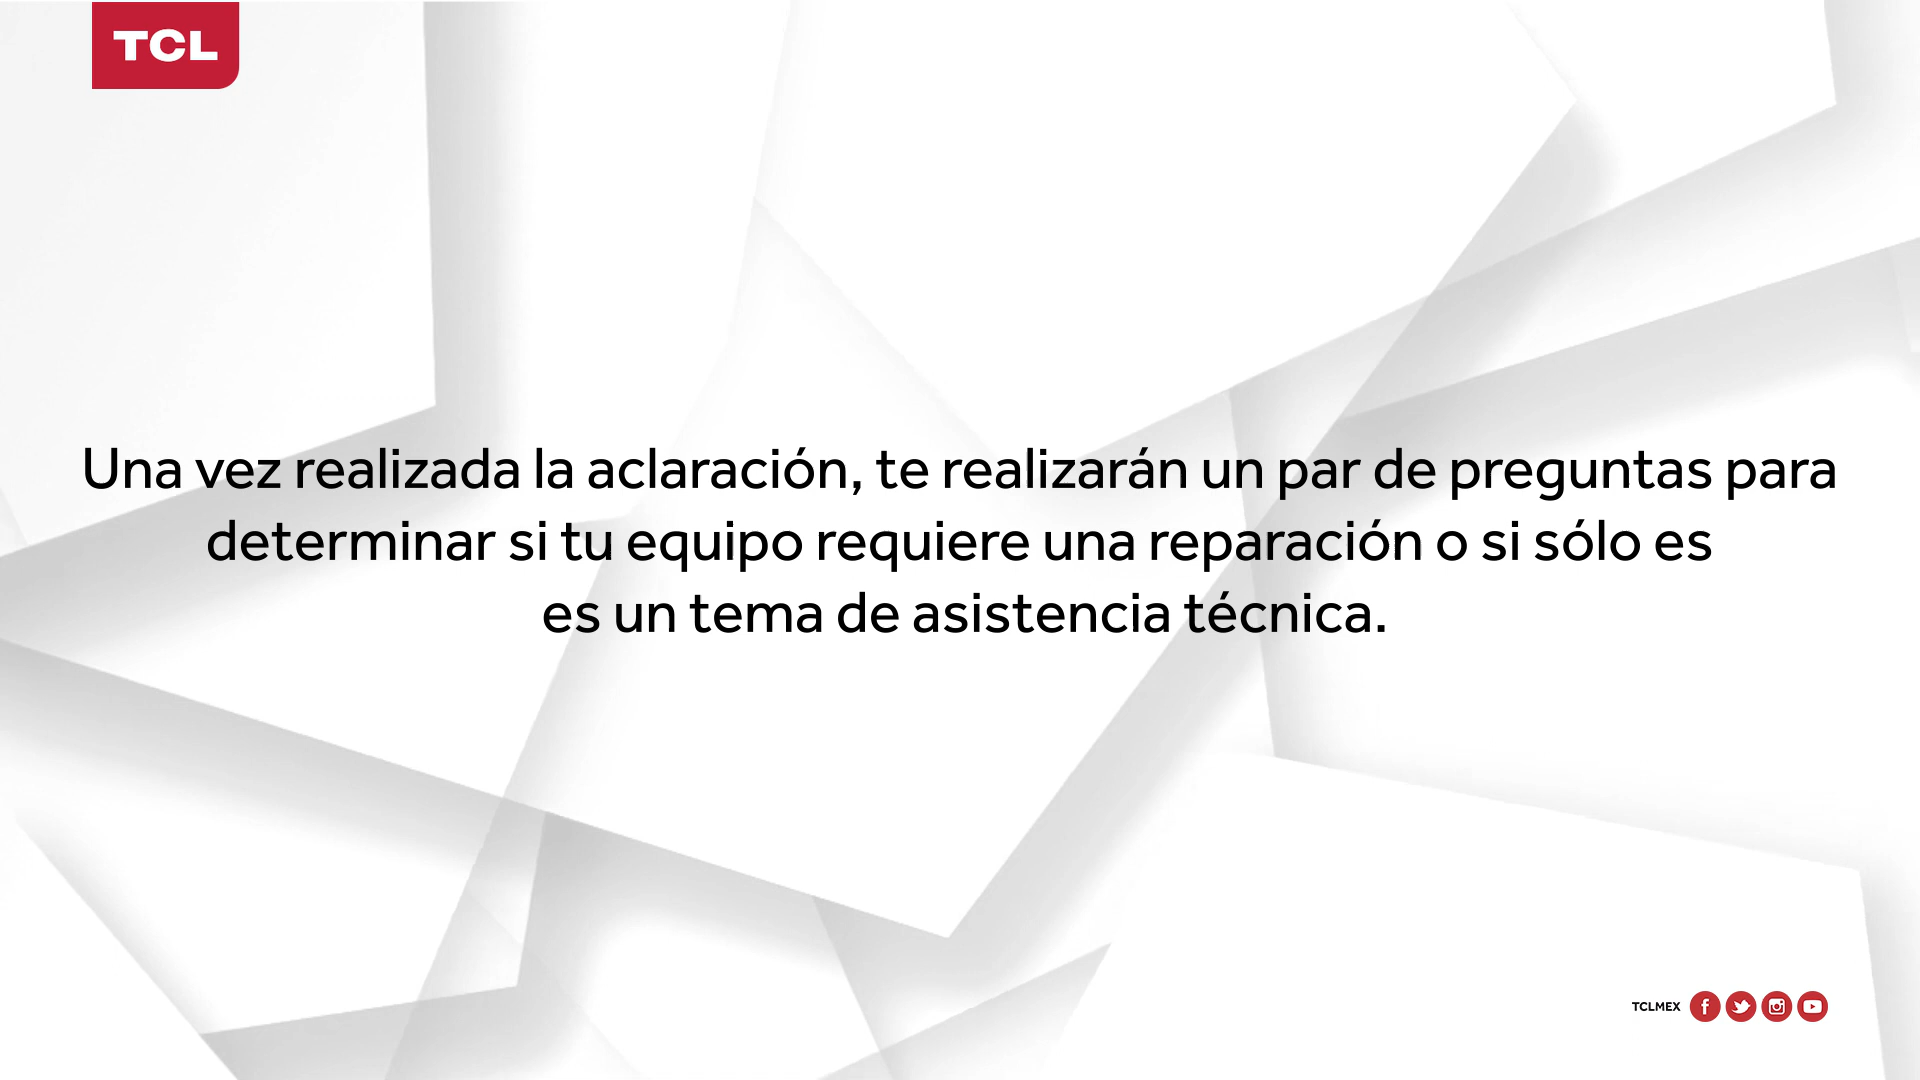 TCL
Una vez realizada la aclaración, te realizarán un par de preguntas para
determinar si tu equipo requiere una reparación o si sólo es
es un tema de asistencia técnica.
TCLMEX